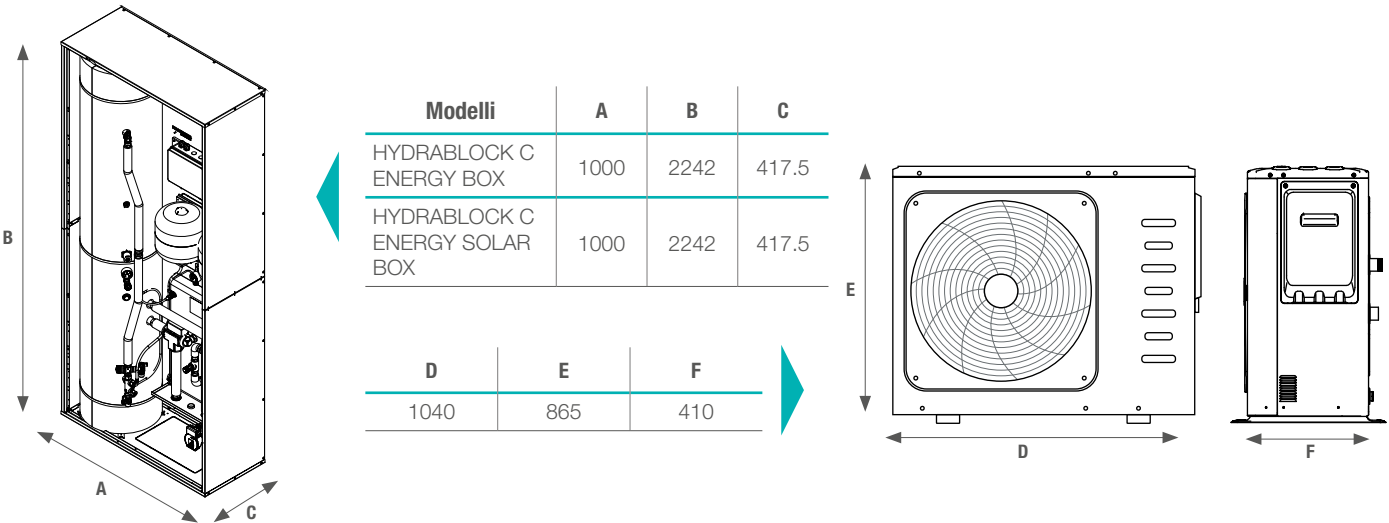 Modelli A B C
HYDRABLOCK C
ENERGY BOX 1000 2242 417.5
HYDRABLOCK C
ENERGY SOLAR
BOX 1000 2242 417.5
B
A
C
D E F
1040 865 410
E
D
F